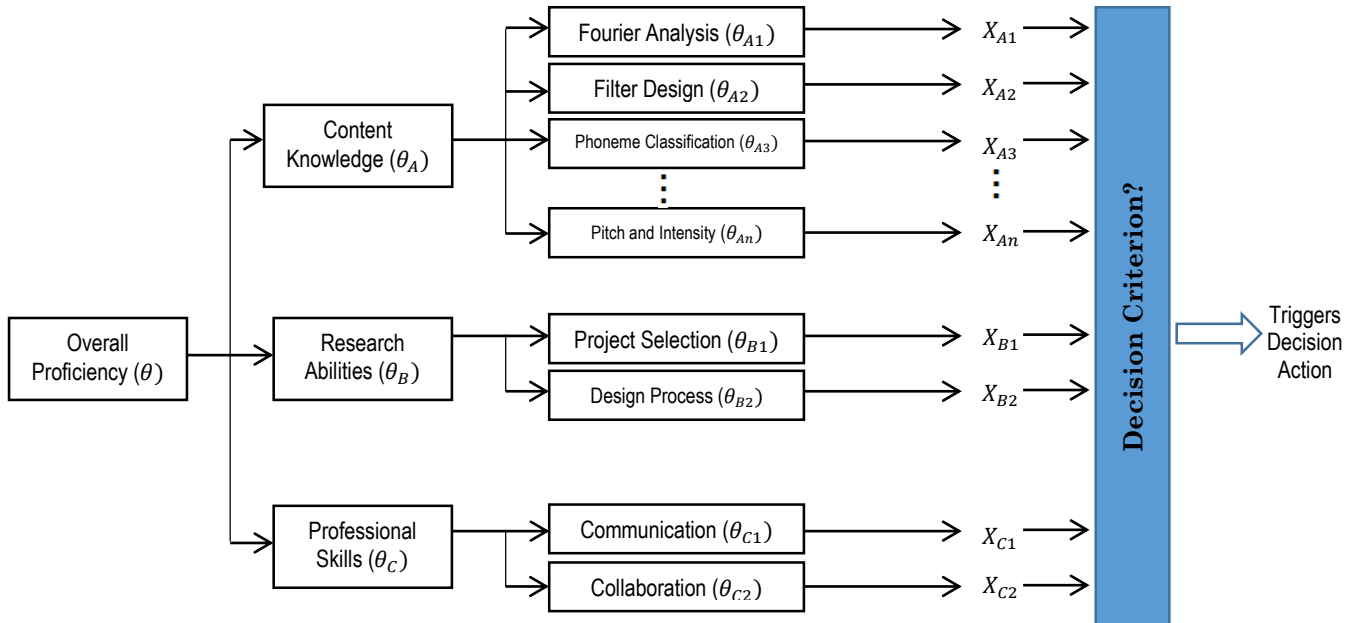 Fourier Analysis (θ_A1)
X_A1
Filter Design (θ_A2)
X_A2
Content
Knowledge (θ_A)
Phoneme Classification (θ_A3)
X_A3
Pitch and Intensity (θ_An)
X_An
Overall
Proficiency (θ)
Research
Abilities (θ_B)
Project Selection (θ_B1)
X_B1
Design Process (θ_B2)
X_B2
Professional
Skills (θ_C)
Communication (θ_C1)
X_C1
Collaboration (θ_C2)
X_C2
Decision Criterion?
Triggers
Decision
Action